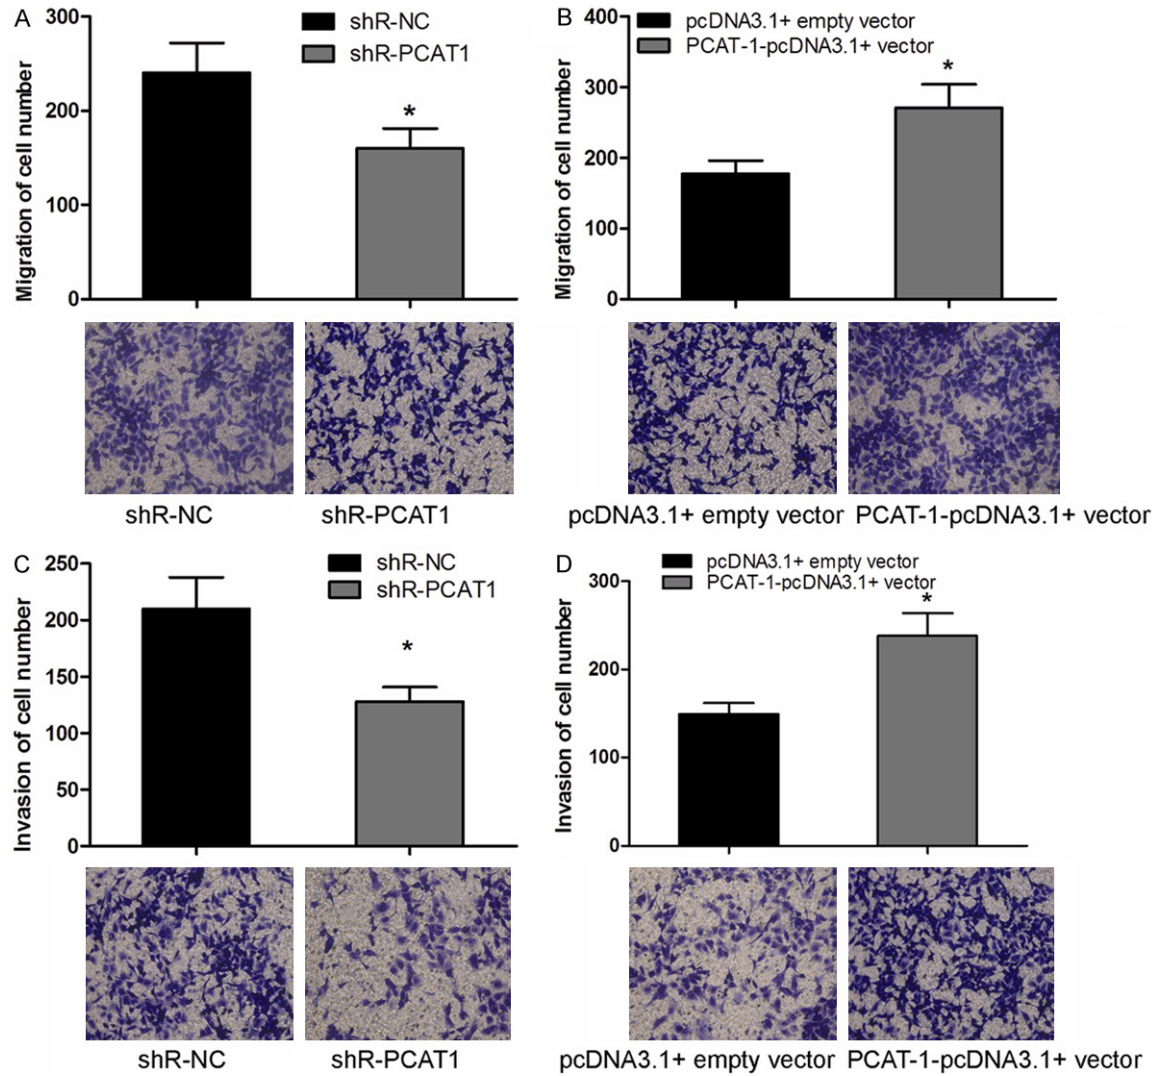 A
300
200
100
0
Migration of cell number
shR-NC
shR-PCAT1
*
shR-NC
shR-PCAT1
B
400
300
200
100
0
Migration of cell number
pcDNA3.1+ empty vector
PCAT-1-pcDNA3.1+ vector
*
pcDNA3.1+ empty vector
PCAT-1-pcDNA3.1+ vector
C
250
200
150
100
50
0
Invasion of cell number
shR-NC
shR-PCAT1
*
shR-NC
shR-PCAT1
D
300
200
100
0
Invasion of cell number
pcDNA3.1+ empty vector
PCAT-1-pcDNA3.1+ vector
*
pcDNA3.1+ empty vector
PCAT-1-pcDNA3.1+ vector